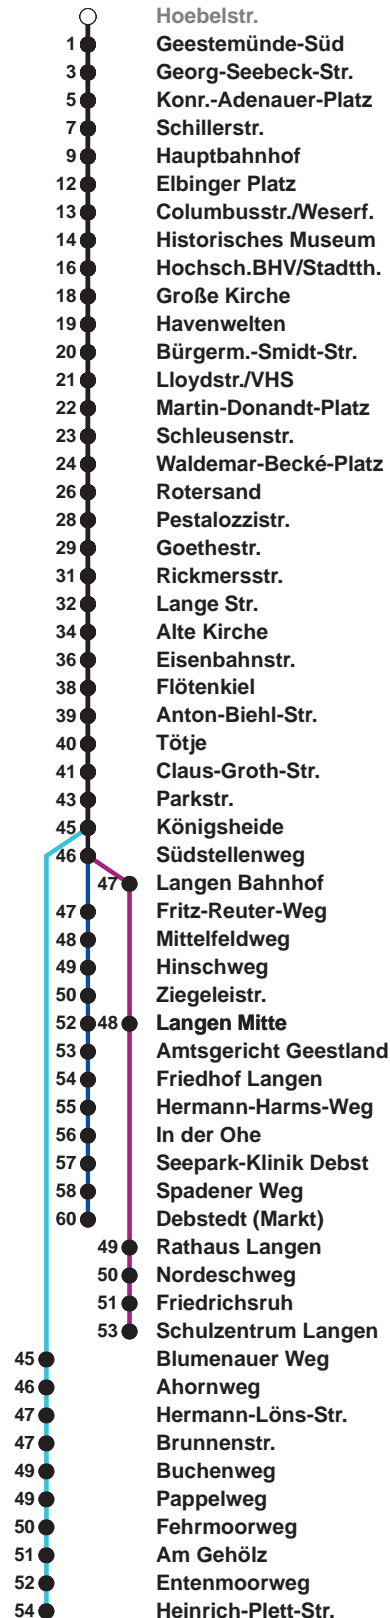 Hoebelstr.
1 Geestemünde-Süd
3 Georg-Seebeck-Str.
5 Konr.-Adenauer-Platz
7 Schillerstr.
9 Hauptbahnhof
12 Elbinger Platz
13 Columbusstr./Weserf.
14 Historisches Museum
16 Hochsch.BHV/Stadtth.
18 Große Kirche
19 Havenwelten
20 Bürgerm.-Smidt-Str.
21 Lloydstr./VHS
22 Martin-Donandt-Platz
23 Schleusenstr.
24 Waldemar-Becké-Platz
26 Rotersand
28 Pestalozzistr.
29 Goethestr.
31 Rickmersstr.
32 Lange Str.
34 Alte Kirche
36 Eisenbahnstr.
38 Flötenkiel
39 Anton-Biehl-Str.
40 Tötje
41 Claus-Groth-Str.
43 Parkstr.
45 Königsheide
46 Südstellenweg
47 Langen Bahnhof
47 Fritz-Reuter-Weg
48 Mittelfeldweg
49 Hinschweg
50 Ziegeleistr.
52 48 Langen Mitte
53 Amtsgericht Geestland
54 Friedhof Langen
55 Hermann-Harms-Weg
56 In der Ohe
57 Seepark-Klinik Debst
58 Spadener Weg
60 Debstedt (Markt)
49 Rathaus Langen
50 Nordeschweg
51 Friedrichsruh
53 Schulzentrum Langen
45 Blumenauer Weg
46 Ahornweg
47 Hermann-Löns-Str.
47 Brunnenstr.
49 Buchenweg
49 Pappelweg
50 Fehrmoorweg
51 Am Gehölz
52 Entenmoorweg
54 Heinrich-Plett-Str.